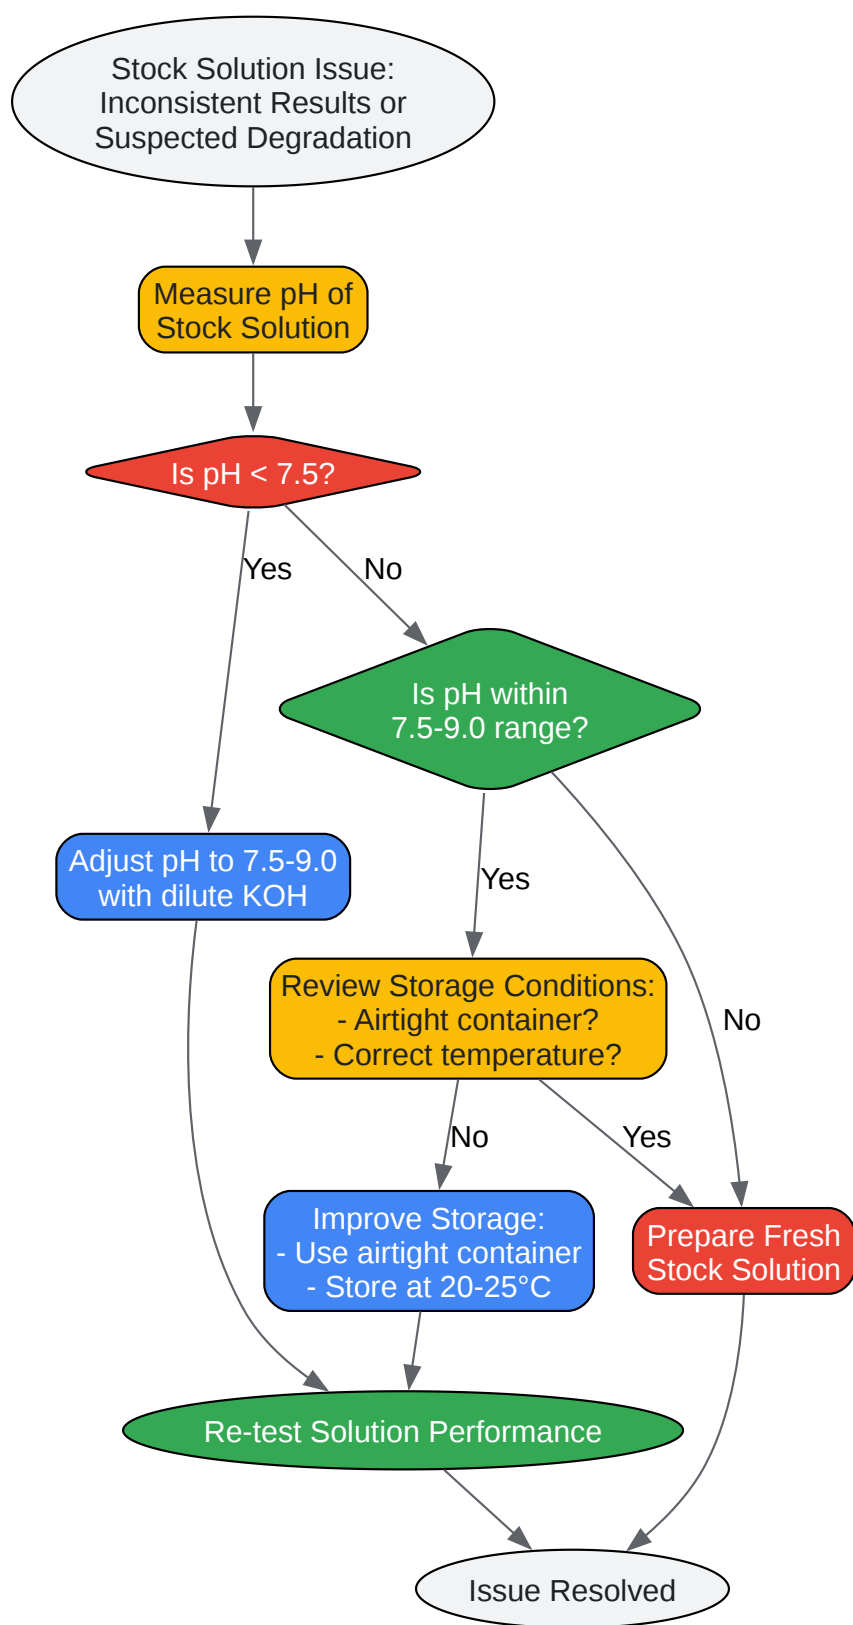 Stock Solution Issue:
Inconsistent Results or
Suspected Degradation
Measure pH of
Stock Solution
Is pH < 7.5?
Yes
No
Is pH within
7.5-9.0 range?
Adjust pH to 7.5-9.0
with dilute KOH
Yes
Review Storage Conditions:
- Airtight container?
- Correct temperature?
No
No
Yes
Improve Storage:
- Use airtight container
- Store at 20-25°C
Prepare Fresh
Stock Solution
Re-test Solution Performance
Issue Resolved